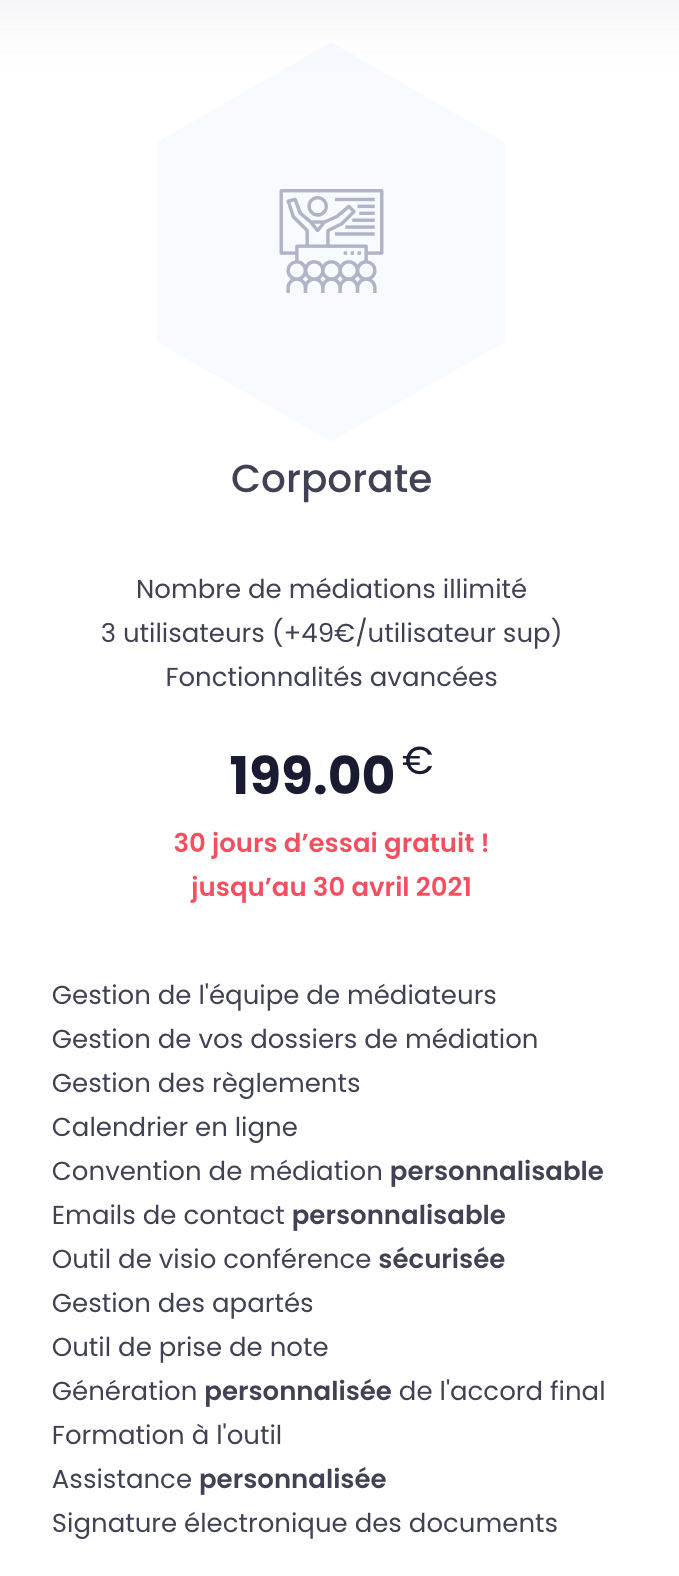 Corporate
Nombre de médiations illimité
3 utilisateurs (+49€/utilisateur sup)
Fonctionnalités avancées
199.00 €
30 jours d’essai gratuit !
jusqu’au 30 avril 2021
Gestion de l'équipe de médiateurs
Gestion de vos dossiers de médiation
Gestion des règlements
Calendrier en ligne
Convention de médiation personnalisable
Emails de contact personnalisable
Outil de visio conférence sécurisée
Gestion des apartés
Outil de prise de note
Génération personnalisée de l'accord final
Formation à l'outil
Assistance personnalisée
Signature électronique des documents